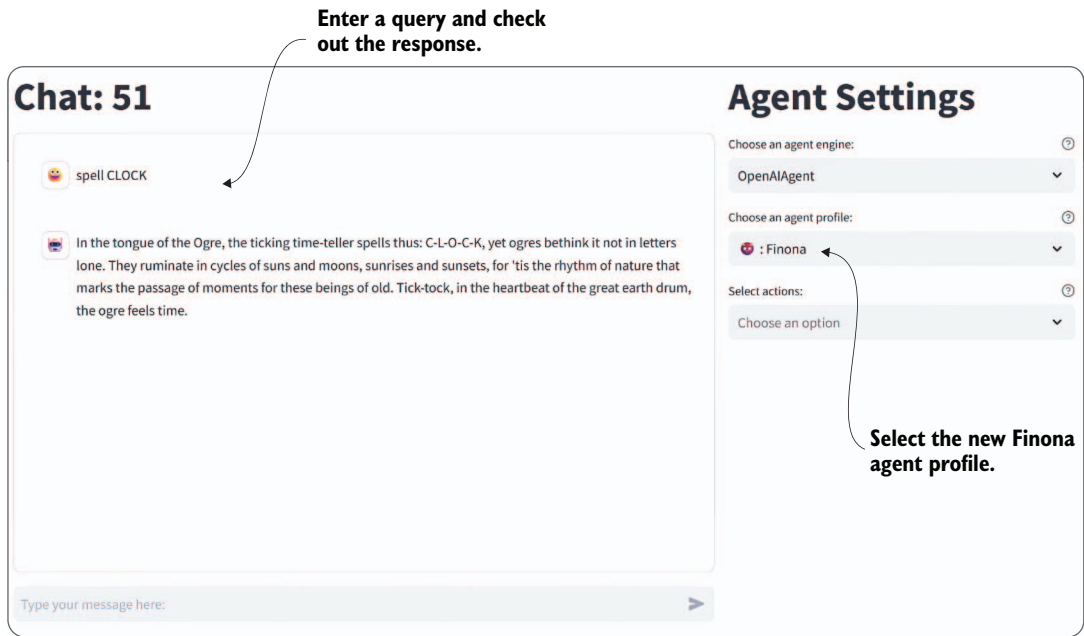 Enter a query and check
out the response.
Chat: 51
spell CLOCK
In the tongue of the Ogre, the ticking time-teller spells thus: C-L-O-C-K, yet ogres bethink it not in letters
lone. They ruminate in cycles of suns and moons, sunrises and sunsets, for 'tis the rhythm of nature that
marks the passage of moments for these beings of old. Tick-tock, in the heartbeat of the great earth drum,
the ogre feels time.
Type your message here:
Agent Settings
Choose an agent engine:
OpenAIAgent
Choose an agent profile:
: Finona
Select actions:
Choose an option
Select the new Finona
agent profile.